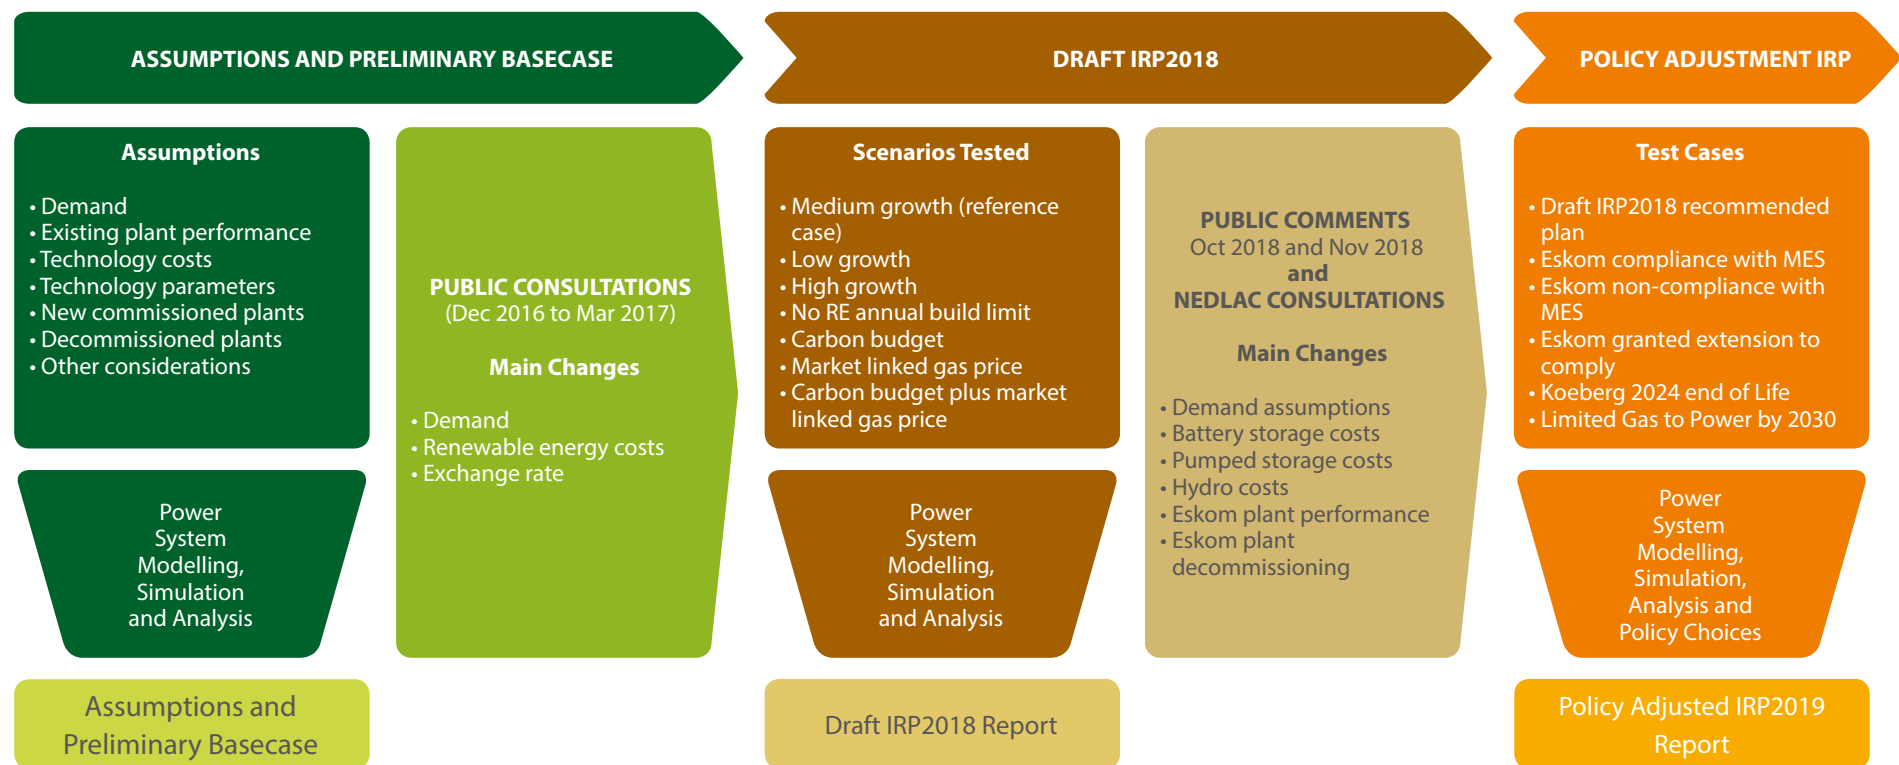 ASSUMPTIONS AND PRELIMINARY BASECASE
DRAFT IRP2018
POLICY ADJUSTMENT IRP
Assumptions
• Demand
• Existing plant performance
• Technology costs
• Technology parameters
• New commissioned plants
• Decommissioned plants
• Other considerations
Power
System
Modelling,
Simulation
and Analysis
Assumptions and
Preliminary Basecase
PUBLIC CONSULTATIONS
(Dec 2016 to Mar 2017)
Main Changes
• Demand
• Renewable energy costs
• Exchange rate
Scenarios Tested
• Medium growth (reference
case)
• Low growth
• High growth
• No RE annual build limit
• Carbon budget
• Market linked gas price
• Carbon budget plus market
linked gas price
Power
System
Modelling,
Simulation
and Analysis
Draft IRP2018 Report
PUBLIC COMMENTS
Oct 2018 and Nov 2018
and
NEDLAC CONSULTATIONS
Main Changes
• Demand assumptions
• Battery storage costs
• Pumped storage costs
• Hydro costs
• Eskom plant performance
• Eskom plant
decommissioning
Test Cases
• Draft IRP2018 recommended
plan
• Eskom compliance with MES
• Eskom non-compliance with
MES
• Eskom granted extension to
comply
• Koeberg 2024 end of Life
• Limited Gas to Power by 2030
Power
System
Modelling,
Simulation,
Analysis and
Policy Choices
Policy Adjusted IRP2019
Report